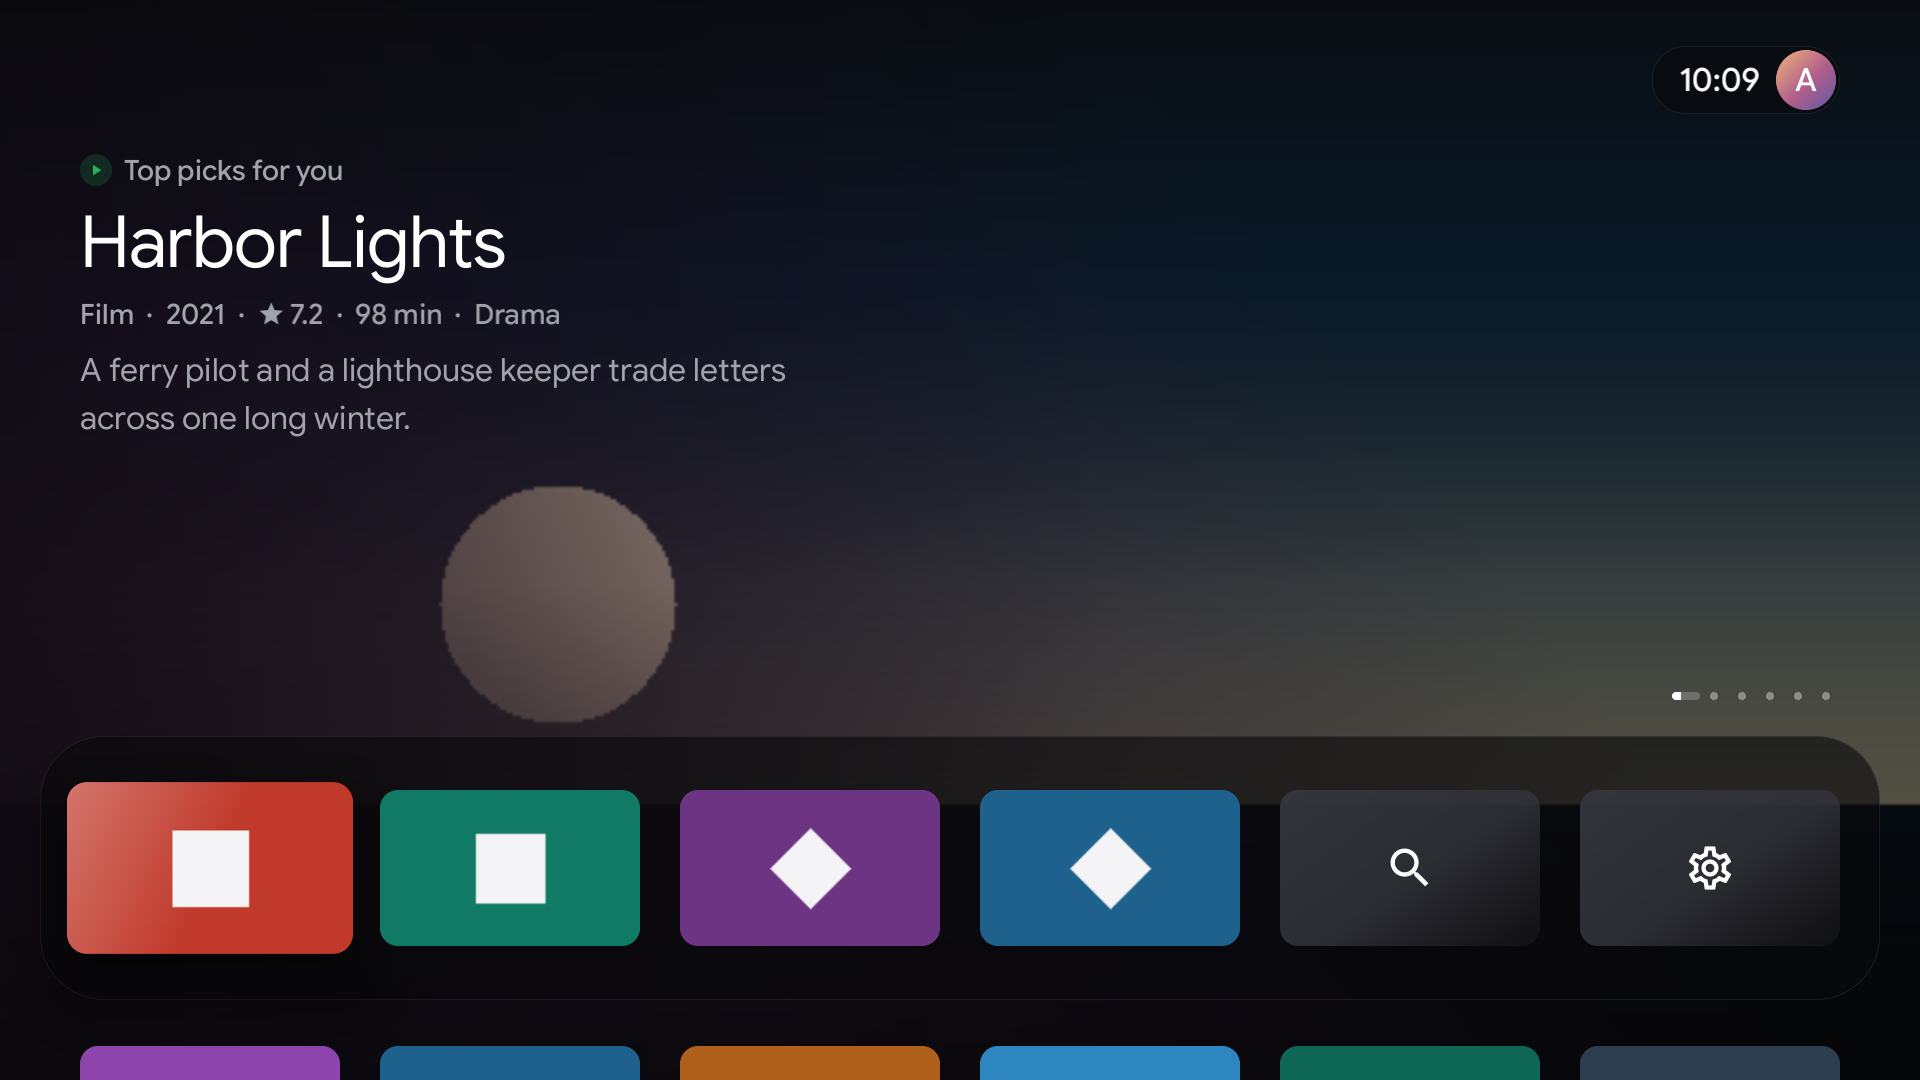 10:09 A
Top picks for you
Harbor Lights
Film · 2021 · ★ 7.2 · 98 min · Drama
A ferry pilot and a lighthouse keeper trade letters
across one long winter.